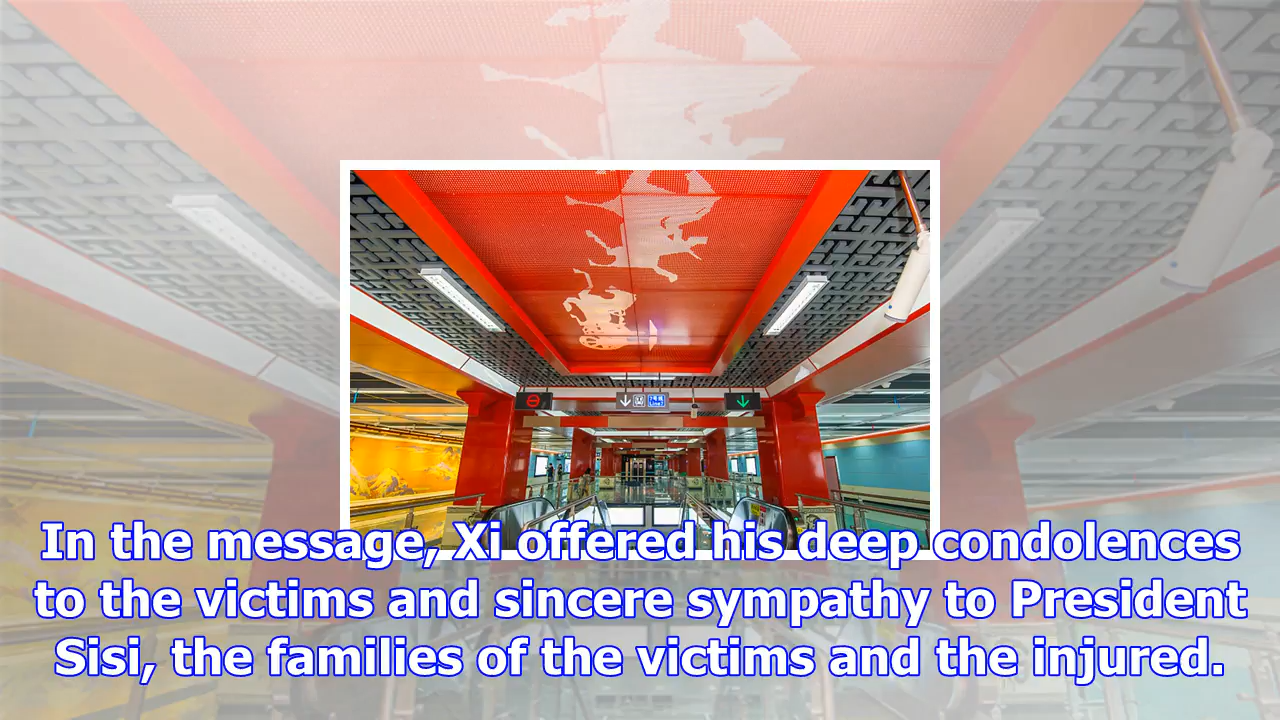 In the message, Xi offered his deep condolences
to the victims and sincere sympathy to President
Sisi, the families of the victims and the injured.